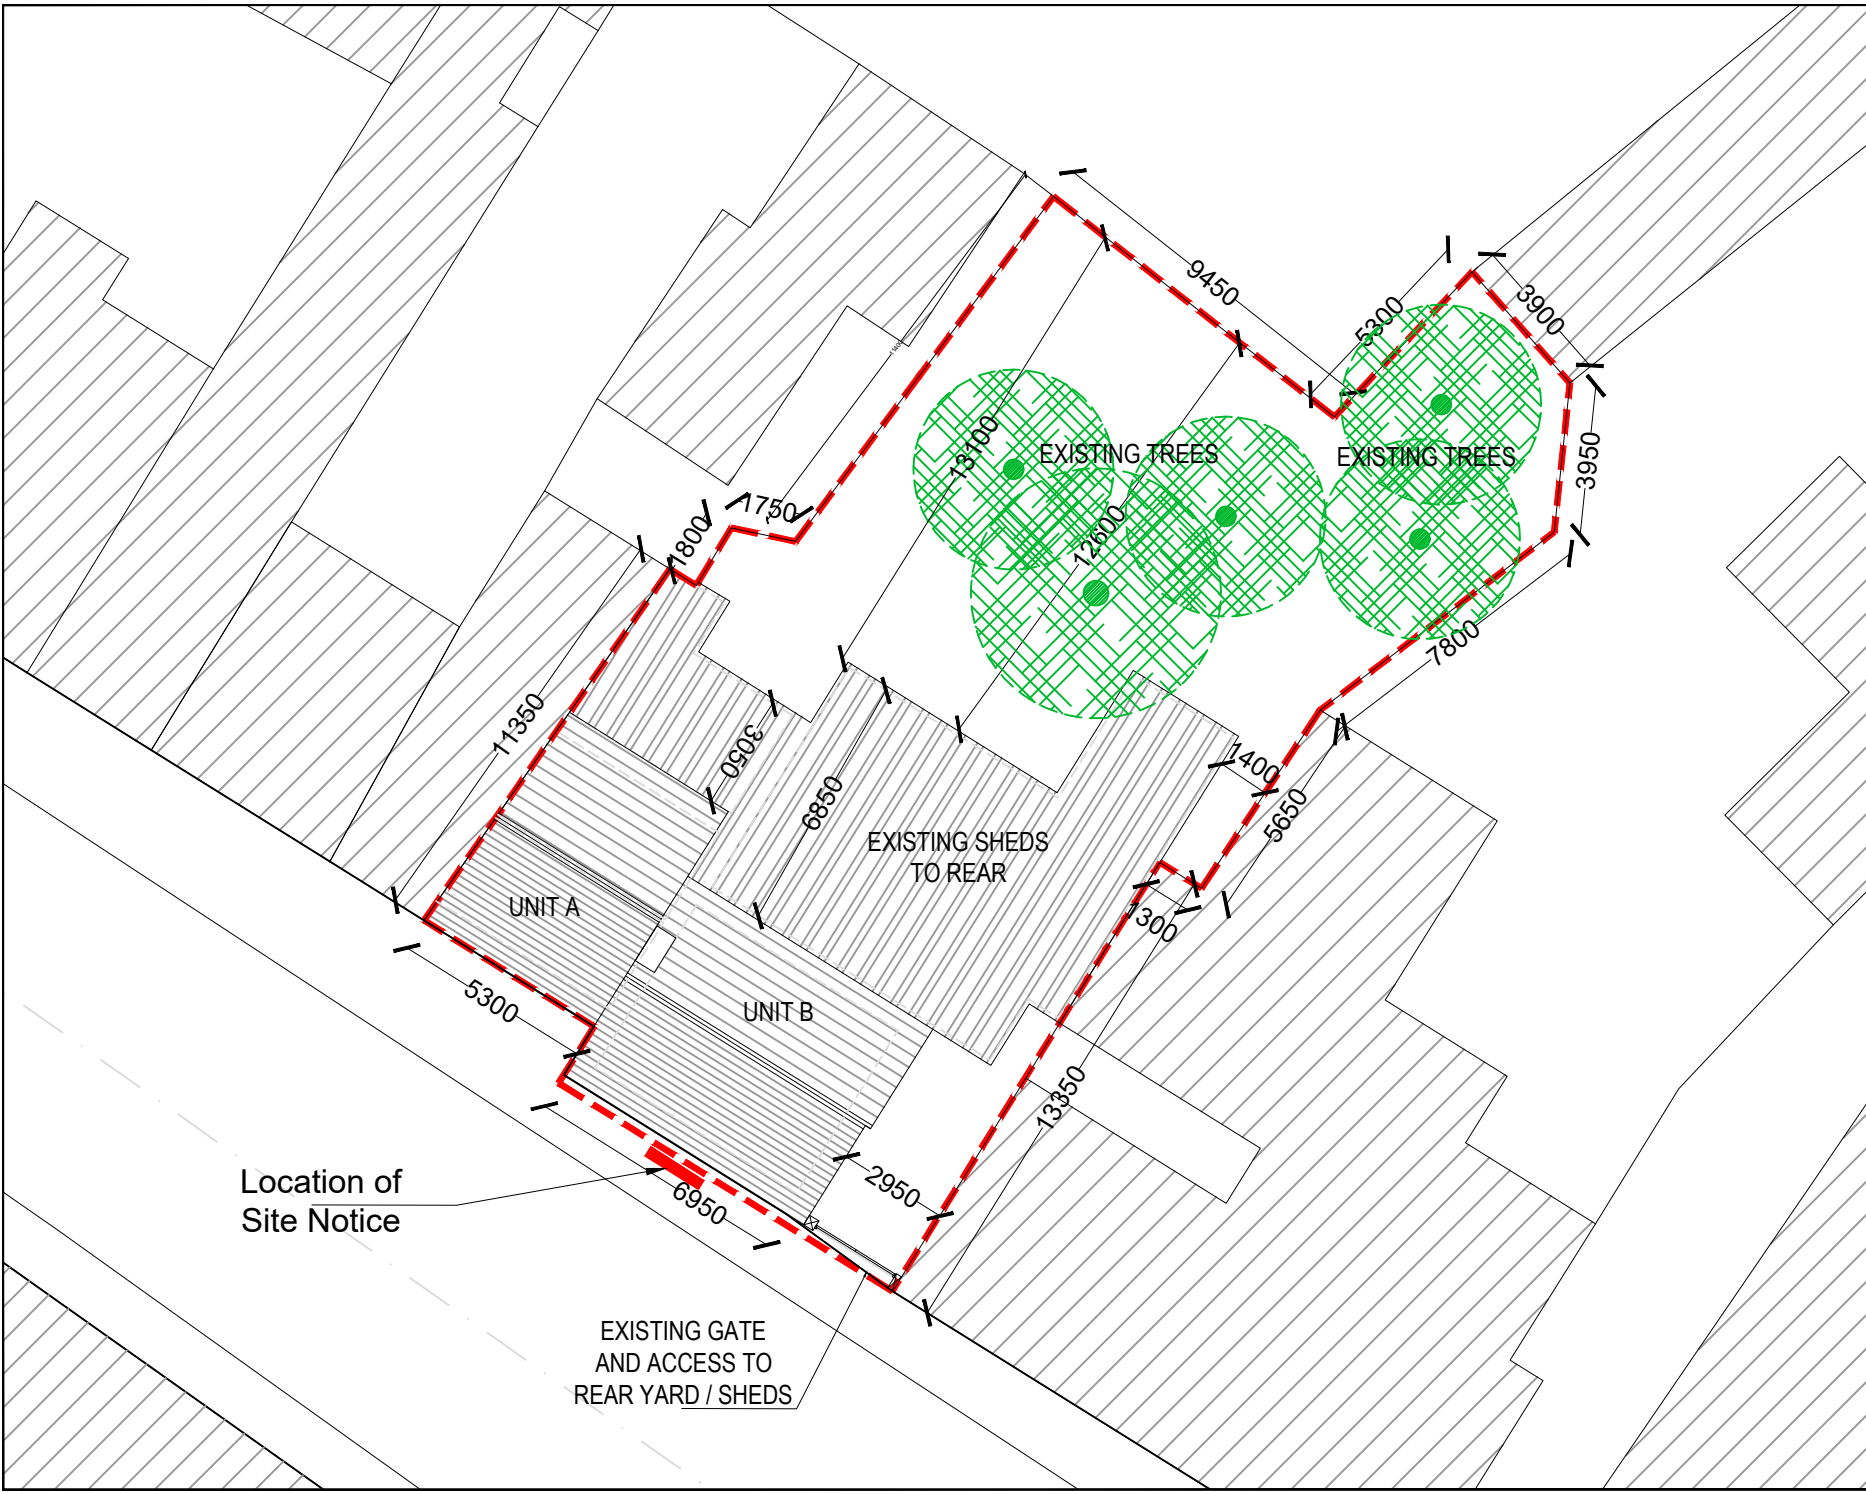 9450
5300
3900
3950
EXISTING TREES
EXISTING TREES
13100
12600
1750
1800
7800
11350
3050
6850
1400
5650
EXISTING SHEDS
TO REAR
UNIT A
1300
5300
UNIT B
13350
2950
6950
Location of
Site Notice
EXISTING GATE
AND ACCESS TO
REAR YARD / SHEDS